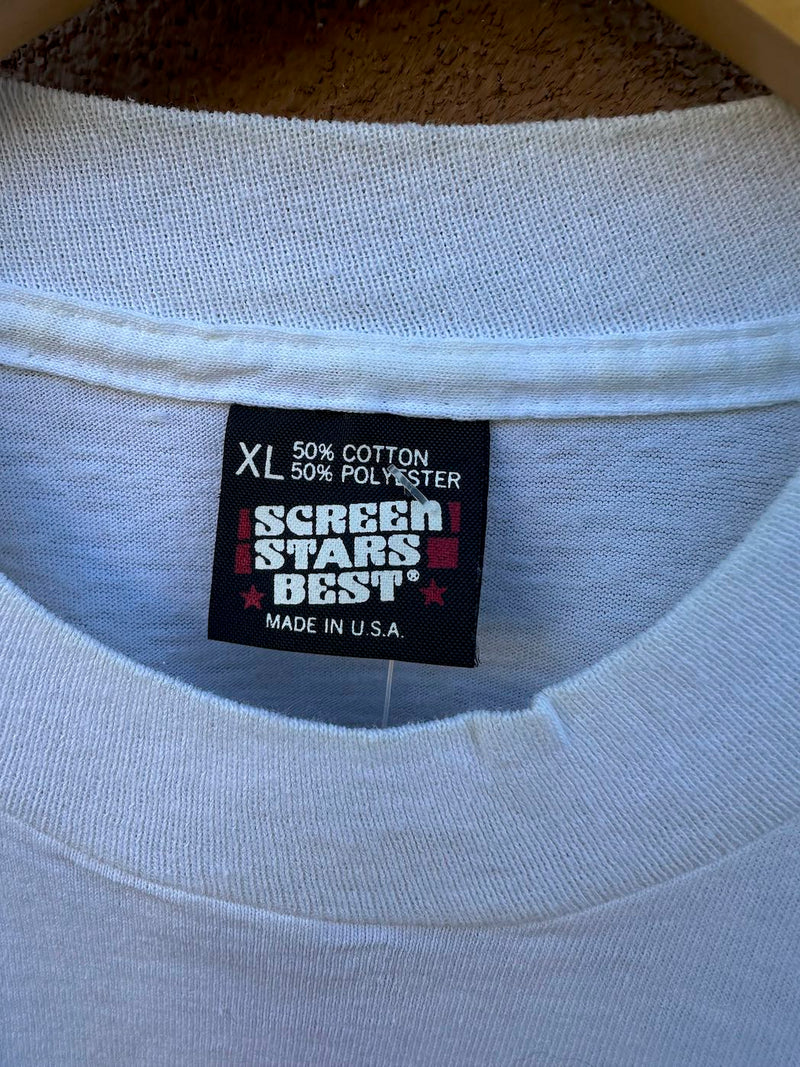 XL 50% COTTON
50% POLYESTER
SCREEN
STARS
BEST®
MADE IN U.S.A.